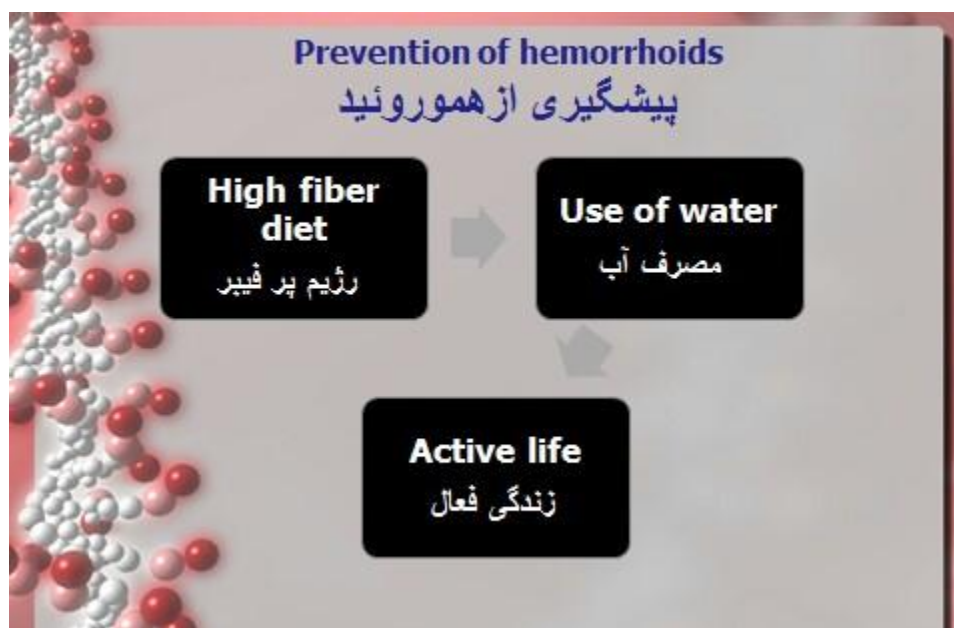 Prevention of hemorrhoids
پیشگیری ازهموروئید
High fiber
diet
رژیم پر فیبر
Use of water
مصرف آب
Active life
زندگی فعال